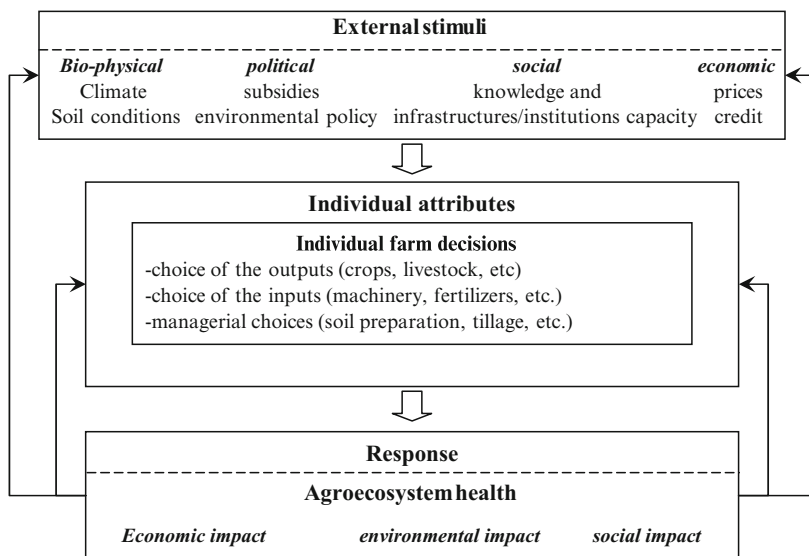 External stimuli
Bio-physical political social economic
Climate subsidies knowledge and prices
Soil conditions environmental policy infrastructures/institutions capacity credit
Individual attributes
Individual farm decisions
-choice of the outputs (crops, livestock, etc)
-choice of the inputs (machinery, fertilizers, etc.)
-managerial choices (soil preparation, tillage, etc.)
Response
Agroecosystem health
Economic impact environmental impact social impact